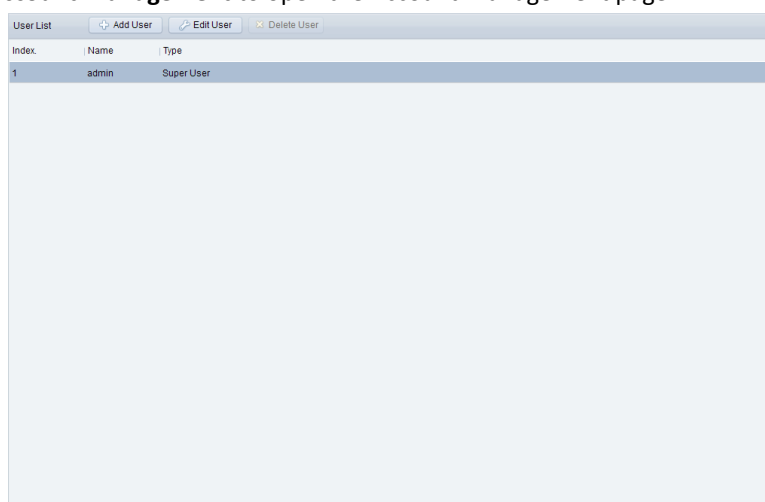 User List Add User Edit User Delete User
Index. Name Type
1 admin Super User